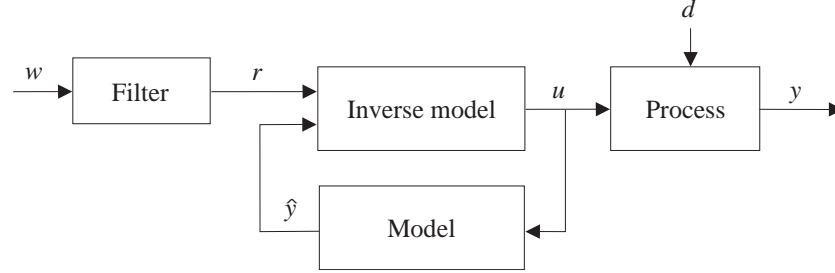 d
w
r
u
y
Filter
Inverse model
Process
ŷ
Model